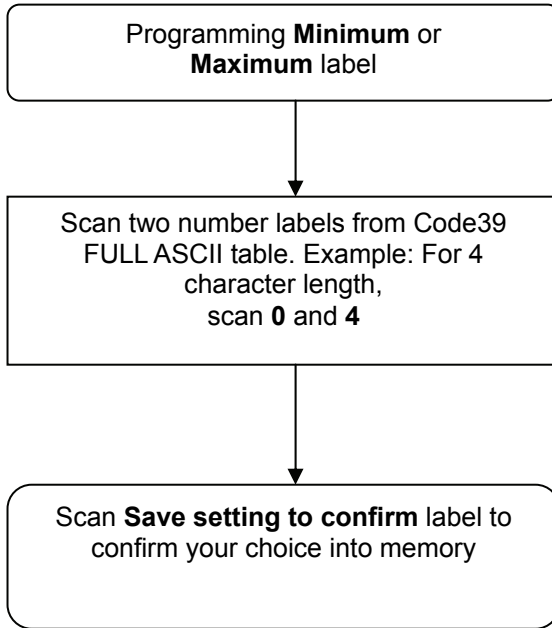 Programming Minimum or
Maximum label
Scan two number labels from Code39
FULL ASCII table. Example: For 4
character length,
scan 0 and 4
Scan Save setting to confirm label to
confirm your choice into memory